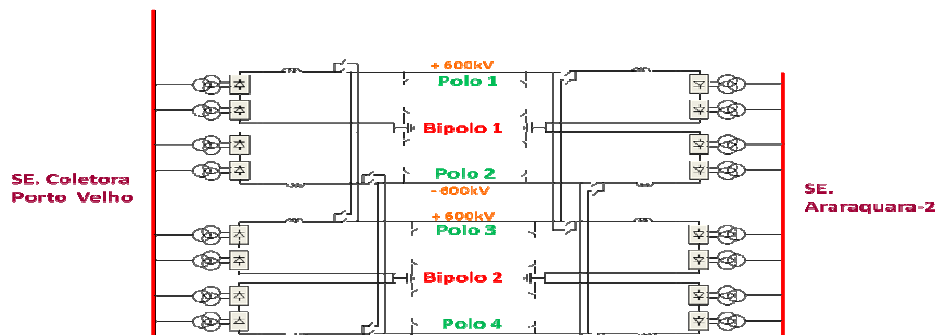 + 600kV
Polo 1
Bipolo 1
Polo 2
- 600kV
+ 600kV
Polo 3
Bipolo 2
Polo 4
SE. Coletora
Porto Velho
SE.
Araraquara-2